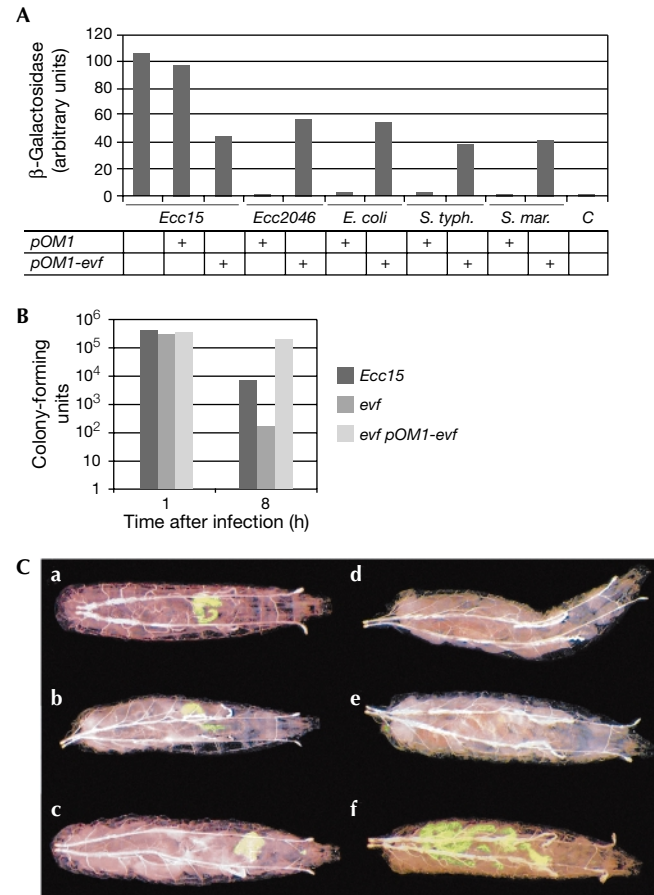 A
β-Galactosidase
(arbitrary units)
120
100
80
60
40
20
0
Ecc15 Ecc2046 E. coli S. typh. S. mar. C
pOM1 + + + + +
pOM1-evf + + + + +
B
Colony-forming
units
10⁶
10⁵
10⁴
10³
10²
10
1
1 8
Time after infection (h)
Ecc15
evf
evf pOM1-evf
C
a d
b e
c f